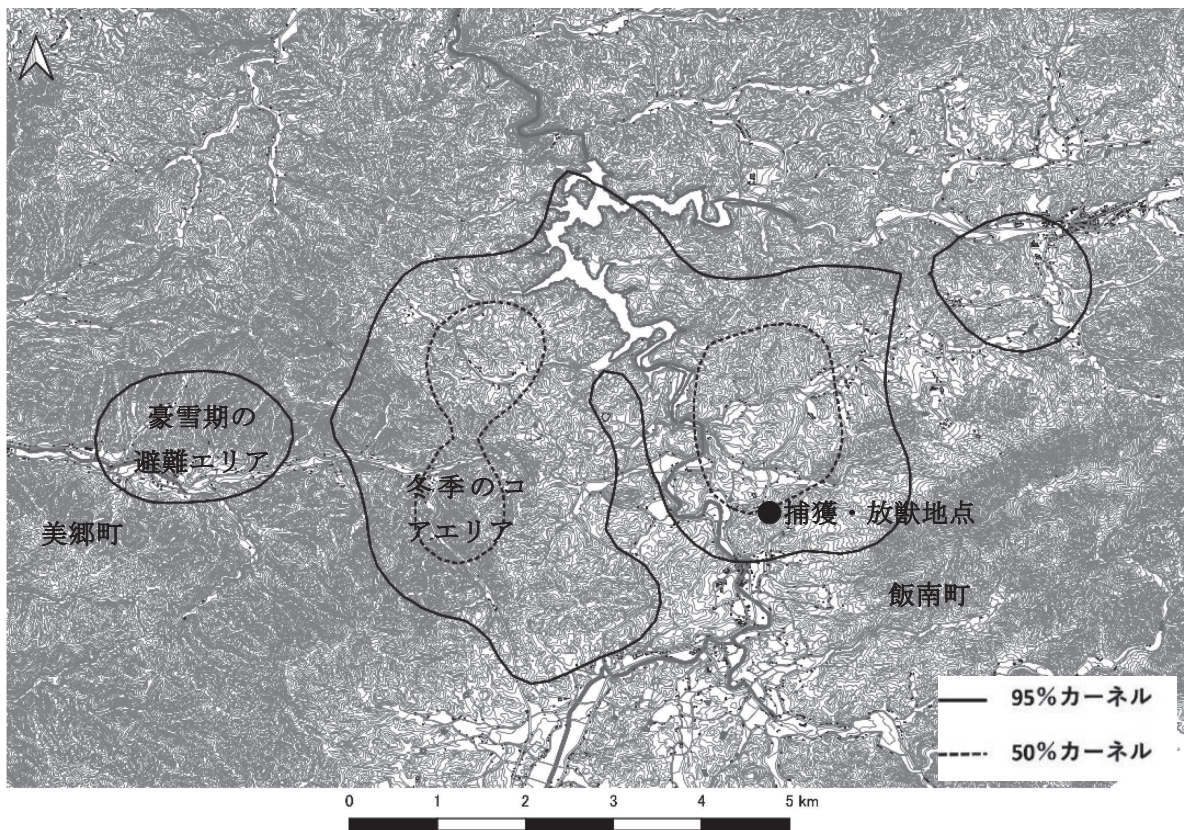 豪雪期の
避難エリア
冬季のコ
アエリア
美郷町
捕獲・放獣地点
飯南町
95%カーネル
50%カーネル
0 1 2 3 4 5 km